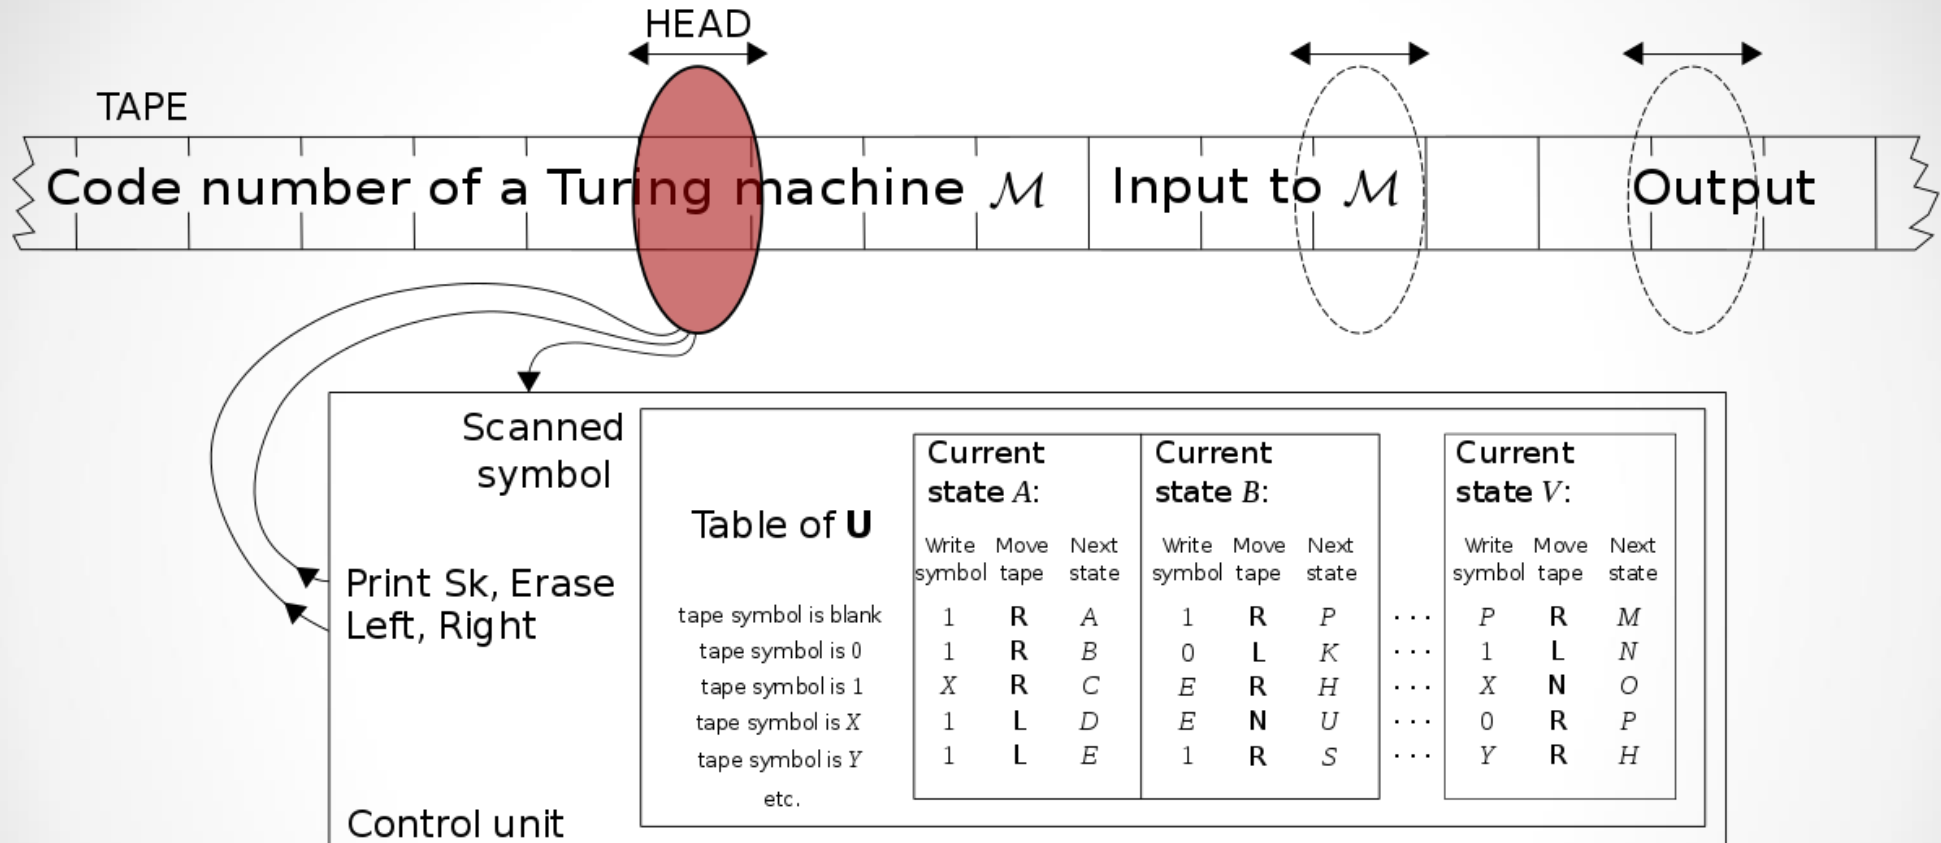 HEAD
TAPE
Code number of a Turing machine ℳ Input to ℳ Output
Scanned
symbol
Print Sk, Erase
Left, Right
Control unit
Table of U
Current Current Current
state A: state B: state V:
Write Move Next Write Move Next Write Move Next
symbol tape state symbol tape state symbol tape state
tape symbol is blank 1 R A 1 R P ··· P R M
tape symbol is 0 1 R B 0 L K ··· 1 L N
tape symbol is 1 X R C E R H ··· X N O
tape symbol is X 1 L D E N U ··· 0 R P
tape symbol is Y 1 L E 1 R S ··· Y R H
etc.